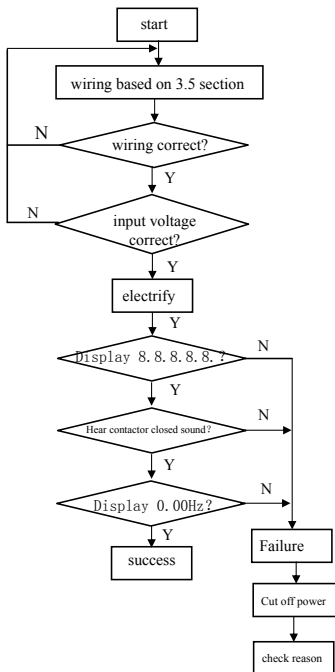 start
wiring based on 3.5 section
N
wiring correct?
Y
N
input voltage
correct?
Y
electrify
Y
Display 8.8.8.8.8.?
N
Y
Hear contactor closed sound?
N
Y
Display 0.00Hz?
N
Y
success
Failure
Cut off power
check reason